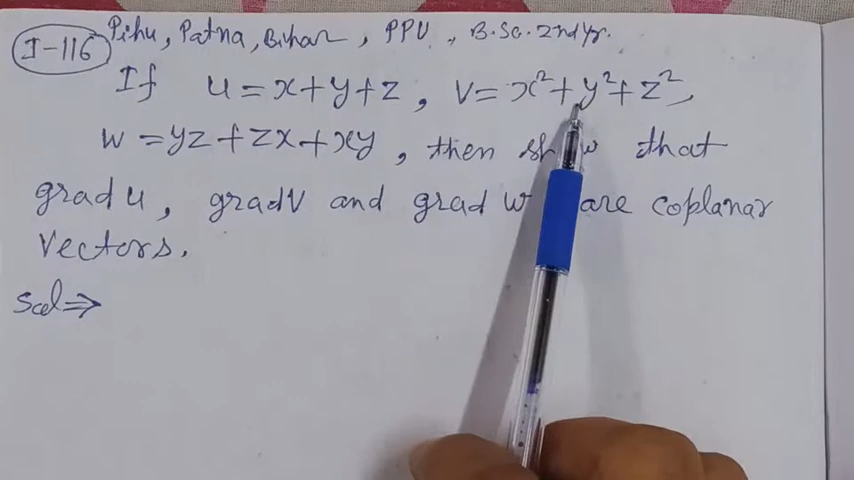 I-116 Pihu, Patna, Bihar, PPU, B.Sc. 2nd yr.
If u = x+y+z, v = x²+y²+z²,
w = yz+zx+xy, then show that
grad u, grad v and grad w are coplanar
vectors.
Sol⇒